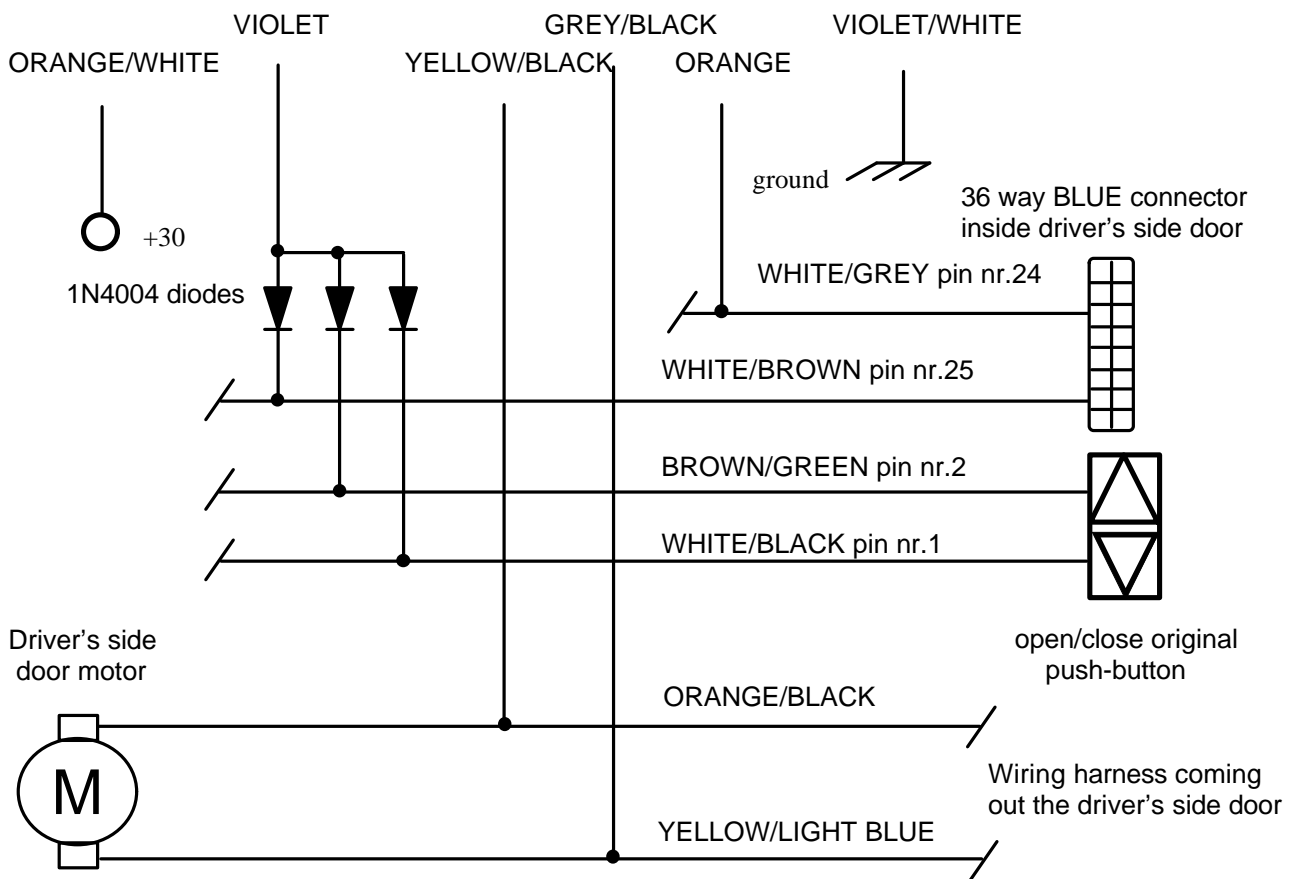 VIOLET
GREY/BLACK
VIOLET/WHITE
ORANGE/WHITE
YELLOW/BLACK
ORANGE
ground
36 way BLUE connector
inside driver's side door
+30
WHITE/GREY pin nr.24
1N4004 diodes
WHITE/BROWN pin nr.25
BROWN/GREEN pin nr.2
WHITE/BLACK pin nr.1
Driver's side
door motor
open/close original
push-button
ORANGE/BLACK
M
Wiring harness coming
out the driver's side door
YELLOW/LIGHT BLUE